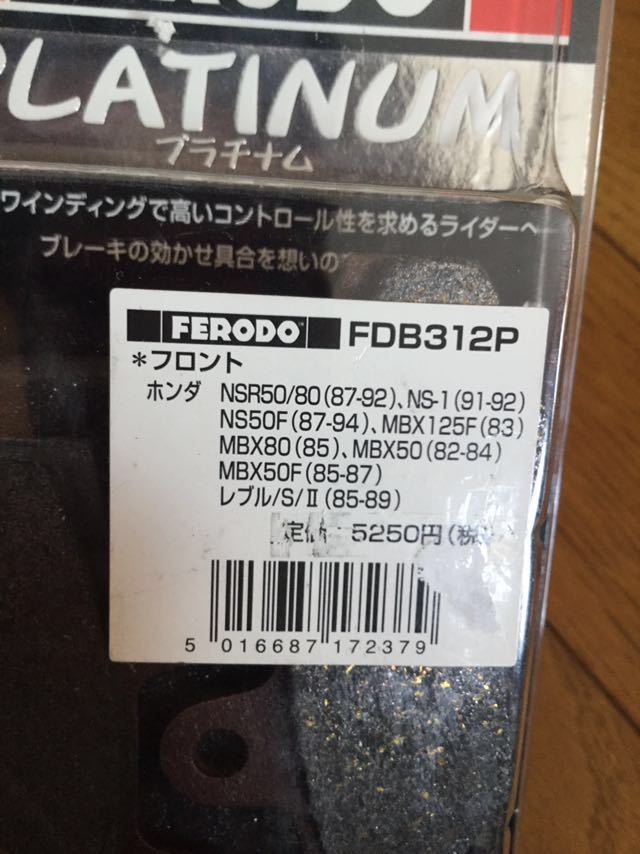 PLATINUM
プラチナム
ワインディングで高いコントロール性を求めるライダーへ
ブレーキの効かせ具合を想いの
FERODO FDB312P
*フロント
ホンダ NSR50/80(87-92)、NS-1(91-92)
NS50F(87-94)、MBX125F(83)
MBX80(85)、MBX50(82-84)
MBX50F(85-87)
レブル/S/Ⅱ(85-89)
定価 5250円(税
5 016687 172379